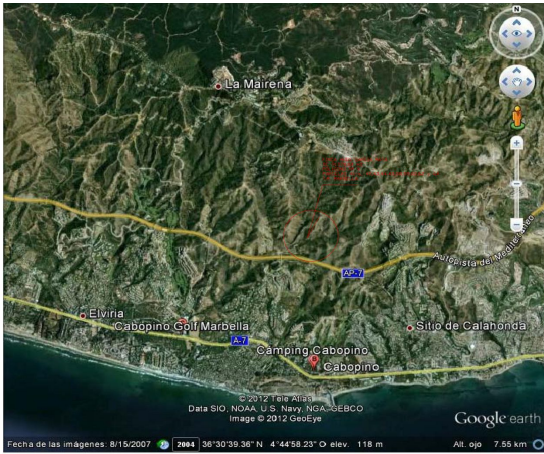 N
La Mairena
Autopista del Mediterráneo
AP-7
Elviria
Cabopino Golf Marbella
Sitio de Calahonda
A-7
Cámping Cabopino
Cabopino
© 2012 Tele Atlas
Data SIO, NOAA, U.S. Navy, NGA, GEBCO
Image © 2012 GeoEye
Google earth
Fecha de las imágenes: 8/15/2007 2004 36°30'39.36" N 4°44'58.23" O elev. 118 m Alt. ojo 7.55 km